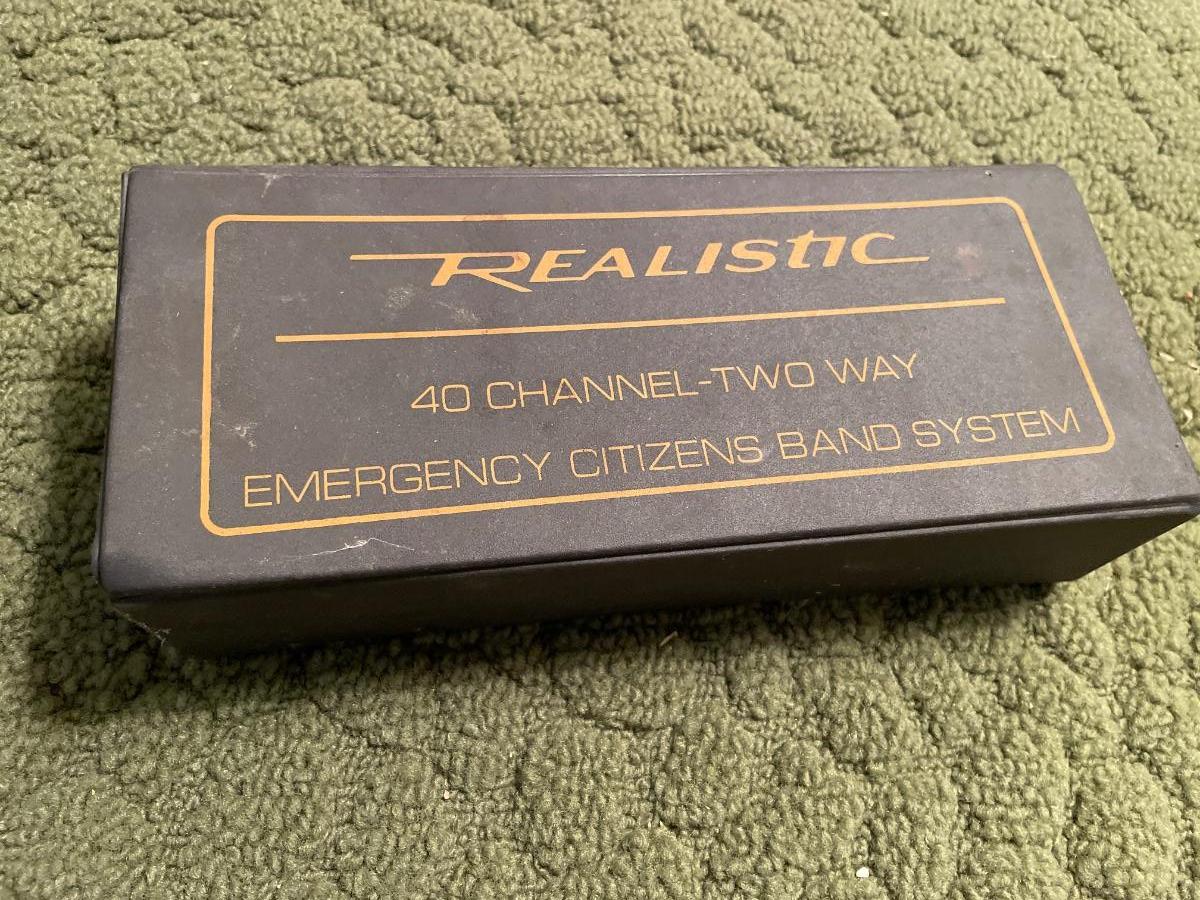 REALISTIC
40 CHANNEL-TWO WAY
EMERGENCY CITIZENS BAND SYSTEM